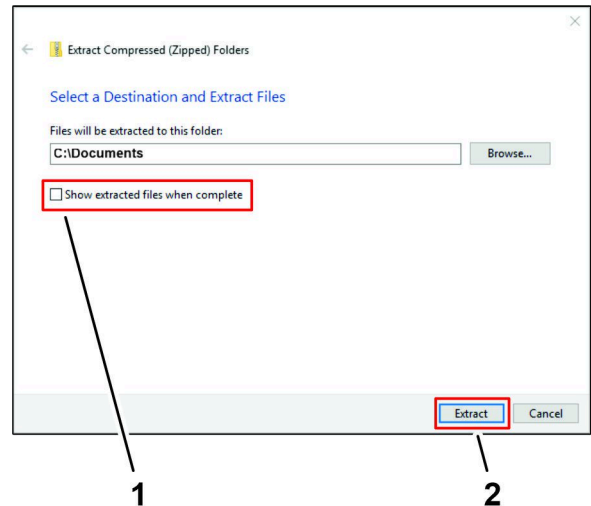 Extract Compressed (Zipped) Folders
Select a Destination and Extract Files
Files will be extracted to this folder:
C:\Documents
Browse...
Show extracted files when complete
Extract
Cancel
1
2